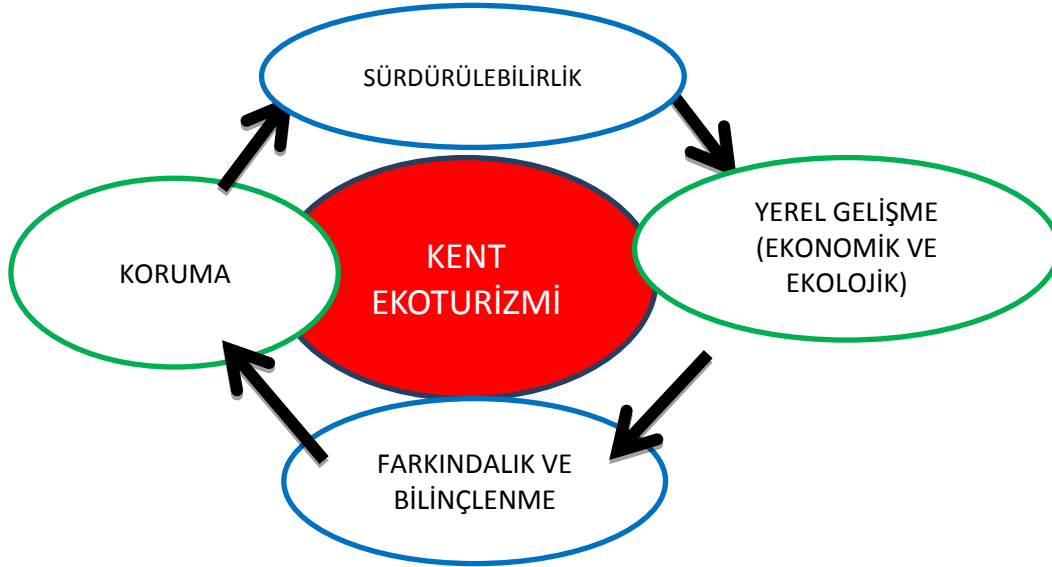 SÜRDÜRÜLEBİLİRLİK
YEREL GELİŞME
(EKONOMİK VE
EKOLOJİK)
KENT
EKOTURİZMİ
KORUMA
FARKINDALIK VE
BİLİNÇLENME